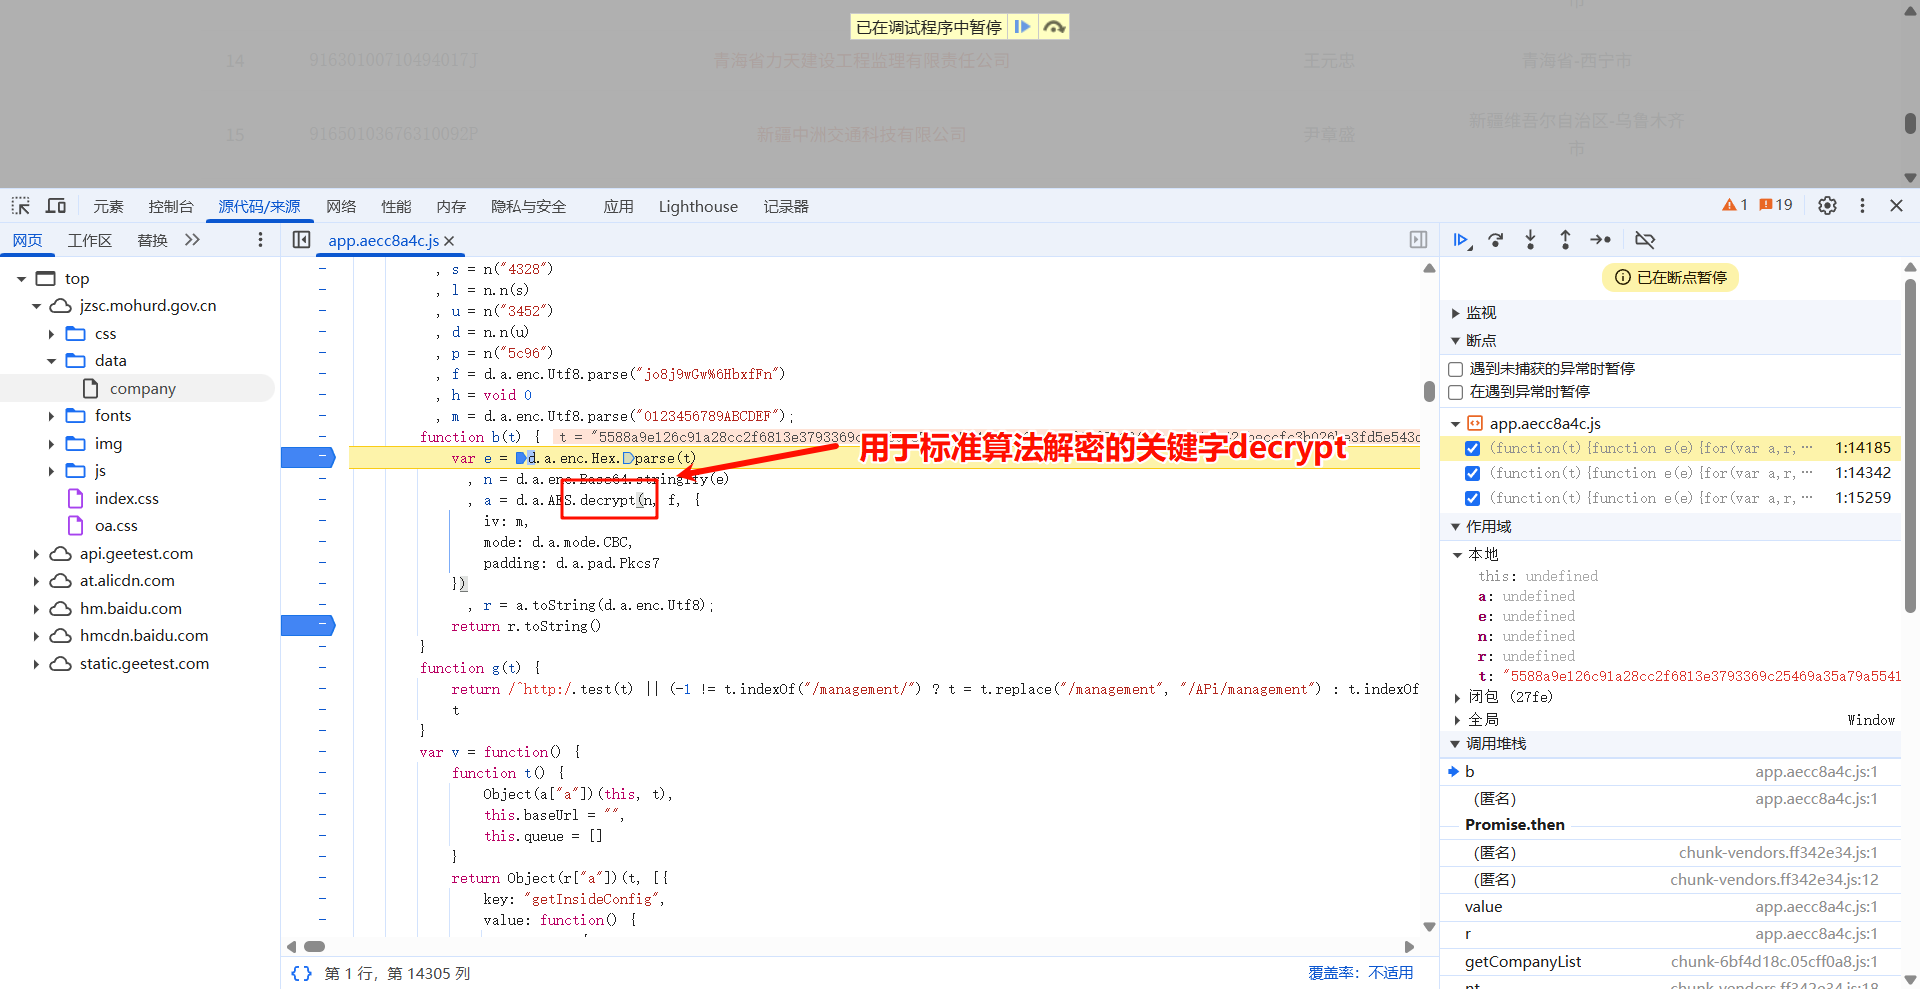 已在调试程序中暂停
市
14 91630100710494017J 青海省力天建设工程监理有限责任公司 王元忠 青海省-西宁市
15 91650103676310092P 新疆中洲交通科技有限公司 尹章盛 新疆维吾尔自治区-乌鲁木齐
市
元素 控制台 源代码/来源 网络 性能 内存 隐私与安全 应用 Lighthouse 记录器 1 19
网页 工作区 替换
app.aecc8a4c.js
top
jzsc.mohurd.gov.cn
css
data
company
fonts
img
js
index.css
oa.css
api.geetest.com
at.alicdn.com
hm.baidu.com
hmcdn.baidu.com
static.geetest.com
, s = n("4328")
, l = n.n(s)
, u = n("3452")
, d = n.n(u)
, p = n("5c96")
, f = d.a.enc.Utf8.parse("jo8j9wGw%6HbxfFn")
, h = void 0
, m = d.a.enc.Utf8.parse("0123456789ABCDEF");
function b(t) { t = "5588a9e126c91a28cc2f6813e3793369c
var e = d.a.enc.Hex.parse(t)
, n = d.a.enc.Base64.stringify(e)
, a = d.a.AES.decrypt(n, f, {
iv: m,
mode: d.a.mode.CBC,
padding: d.a.pad.Pkcs7
})
, r = a.toString(d.a.enc.Utf8);
return r.toString()
}
function g(t) {
return /^http:/.test(t) || (-1 != t.indexOf("/management/") ? t = t.replace("/management", "/APi/management") : t.indexOf
t
}
var v = function() {
function t() {
Object(a["a"])(this, t),
this.baseUrl = "",
this.queue = []
}
return Object(r["a"])(t, [{
key: "getInsideConfig",
value: function() {
用于标准算法解密的关键字decrypt
{} 第 1 行，第 14305 列
覆盖率：不适用
已在断点暂停
监视
断点
遇到未捕获的异常时暂停
在遇到异常时暂停
app.aecc8a4c.js
(function(t){function e(e){for(var a,r,… 1:14185
(function(t){function e(e){for(var a,r,… 1:14342
(function(t){function e(e){for(var a,r,… 1:15259
作用域
本地
this: undefined
a: undefined
e: undefined
n: undefined
r: undefined
t: "5588a9e126c91a28cc2f6813e3793369c25469a35a79a5541
闭包 (27fe)
全局 Window
调用堆栈
b app.aecc8a4c.js:1
(匿名) app.aecc8a4c.js:1
Promise.then
(匿名) chunk-vendors.ff342e34.js:1
(匿名) chunk-vendors.ff342e34.js:12
value app.aecc8a4c.js:1
r app.aecc8a4c.js:1
getCompanyList chunk-6bf4d18c.05cff0a8.js:1